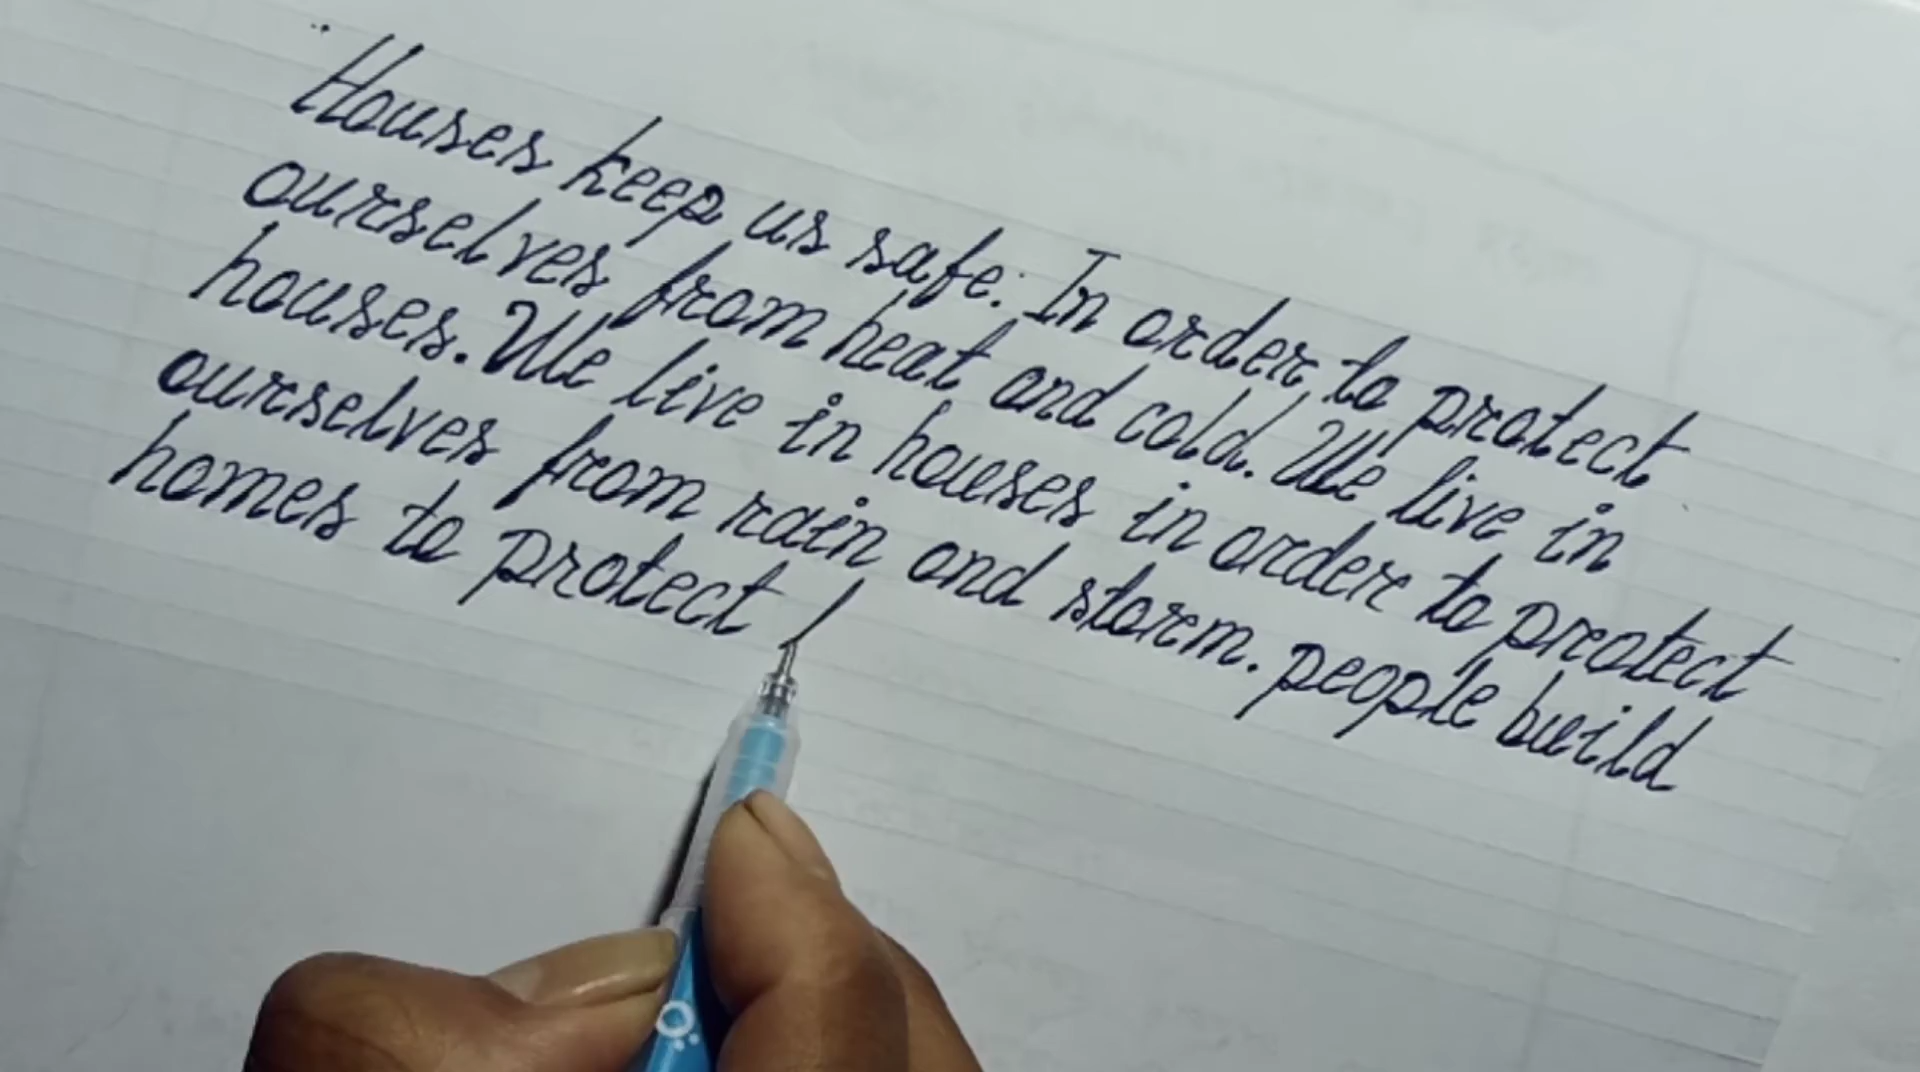 Houses keep us safe. In order to protect
ourselves from heat and cold. We live in
houses. We live in houses in order to protect
ourselves from rain and storm. people build
homes to protect